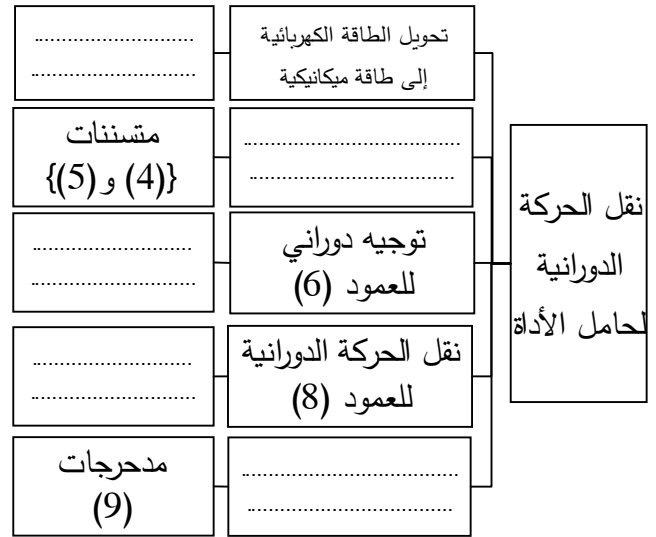 نقل الحركة
الدورانية
لحامل الأداة
تحويل الطاقة الكهربائية
إلى طاقة ميكانيكية
................................
................................
................................
................................
متسننات
{(4) و (5)}
توجيه دوراني
للعمود (6)
................................
................................
نقل الحركة الدورانية
للعمود (8)
................................
................................
................................
................................
مدحرجات
(9)